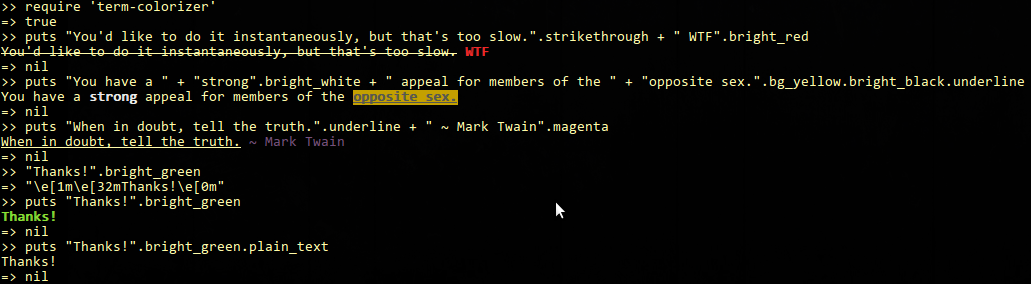 >> require 'term-colorizer'
=> true
>> puts "You'd like to do it instantaneously, but that's too slow.".strikethrough + " WTF".bright_red
You'd like to do it instantaneously, but that's too slow. WTF
=> nil
>> puts "You have a " + "strong".bright_white + " appeal for members of the " + "opposite sex.".bg_yellow.bright_black.underline
You have a strong appeal for members of the opposite sex.
=> nil
>> puts "When in doubt, tell the truth.".underline + " ~ Mark Twain".magenta
When in doubt, tell the truth. ~ Mark Twain
=> nil
>> "Thanks!".bright_green
=> "\e[1m\e[32mThanks!\e[0m"
>> puts "Thanks!".bright_green
Thanks!
=> nil
>> puts "Thanks!".bright_green.plain_text
Thanks!
=> nil